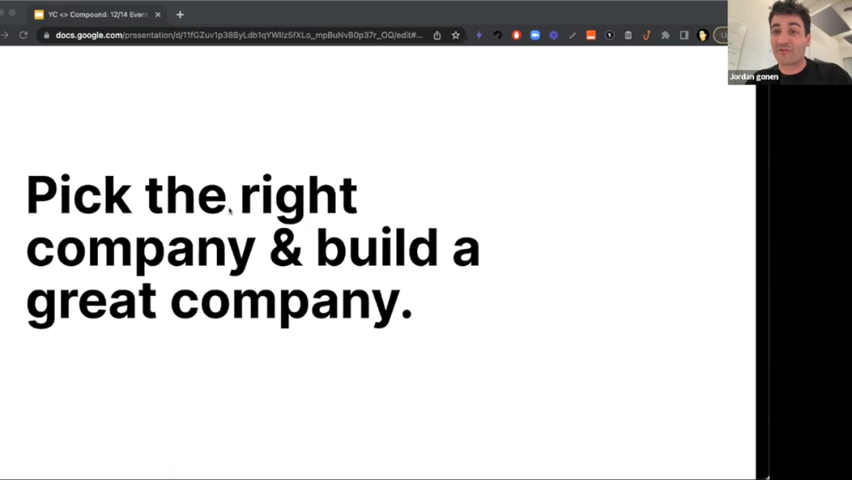 YC <> Compound: 12/14 Even
docs.google.com/presentation/d/11fGZuv1p38ByLdb1qYWIlz5fXLo_mpBuNvB0p37r_OQ/edit#...
Jordan gonen
Pick the right
company & build a
great company.